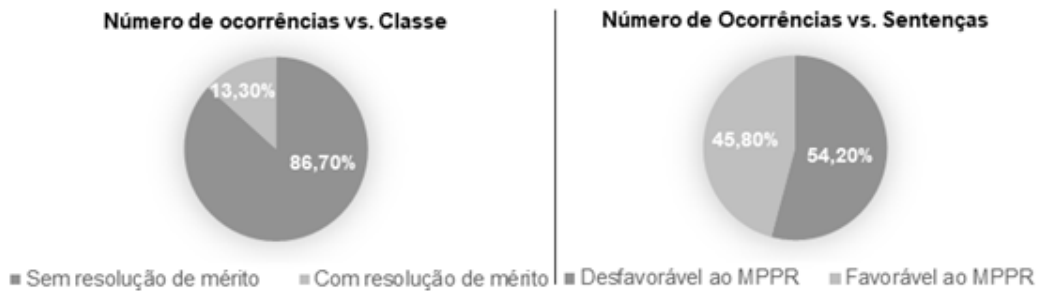 Número de ocorrências vs. Classe
13,30%
86,70%
Sem resolução de mérito
Com resolução de mérito
Número de Ocorrências vs. Sentenças
45,80%
54,20%
Desfavorável ao MPPR
Favorável ao MPPR